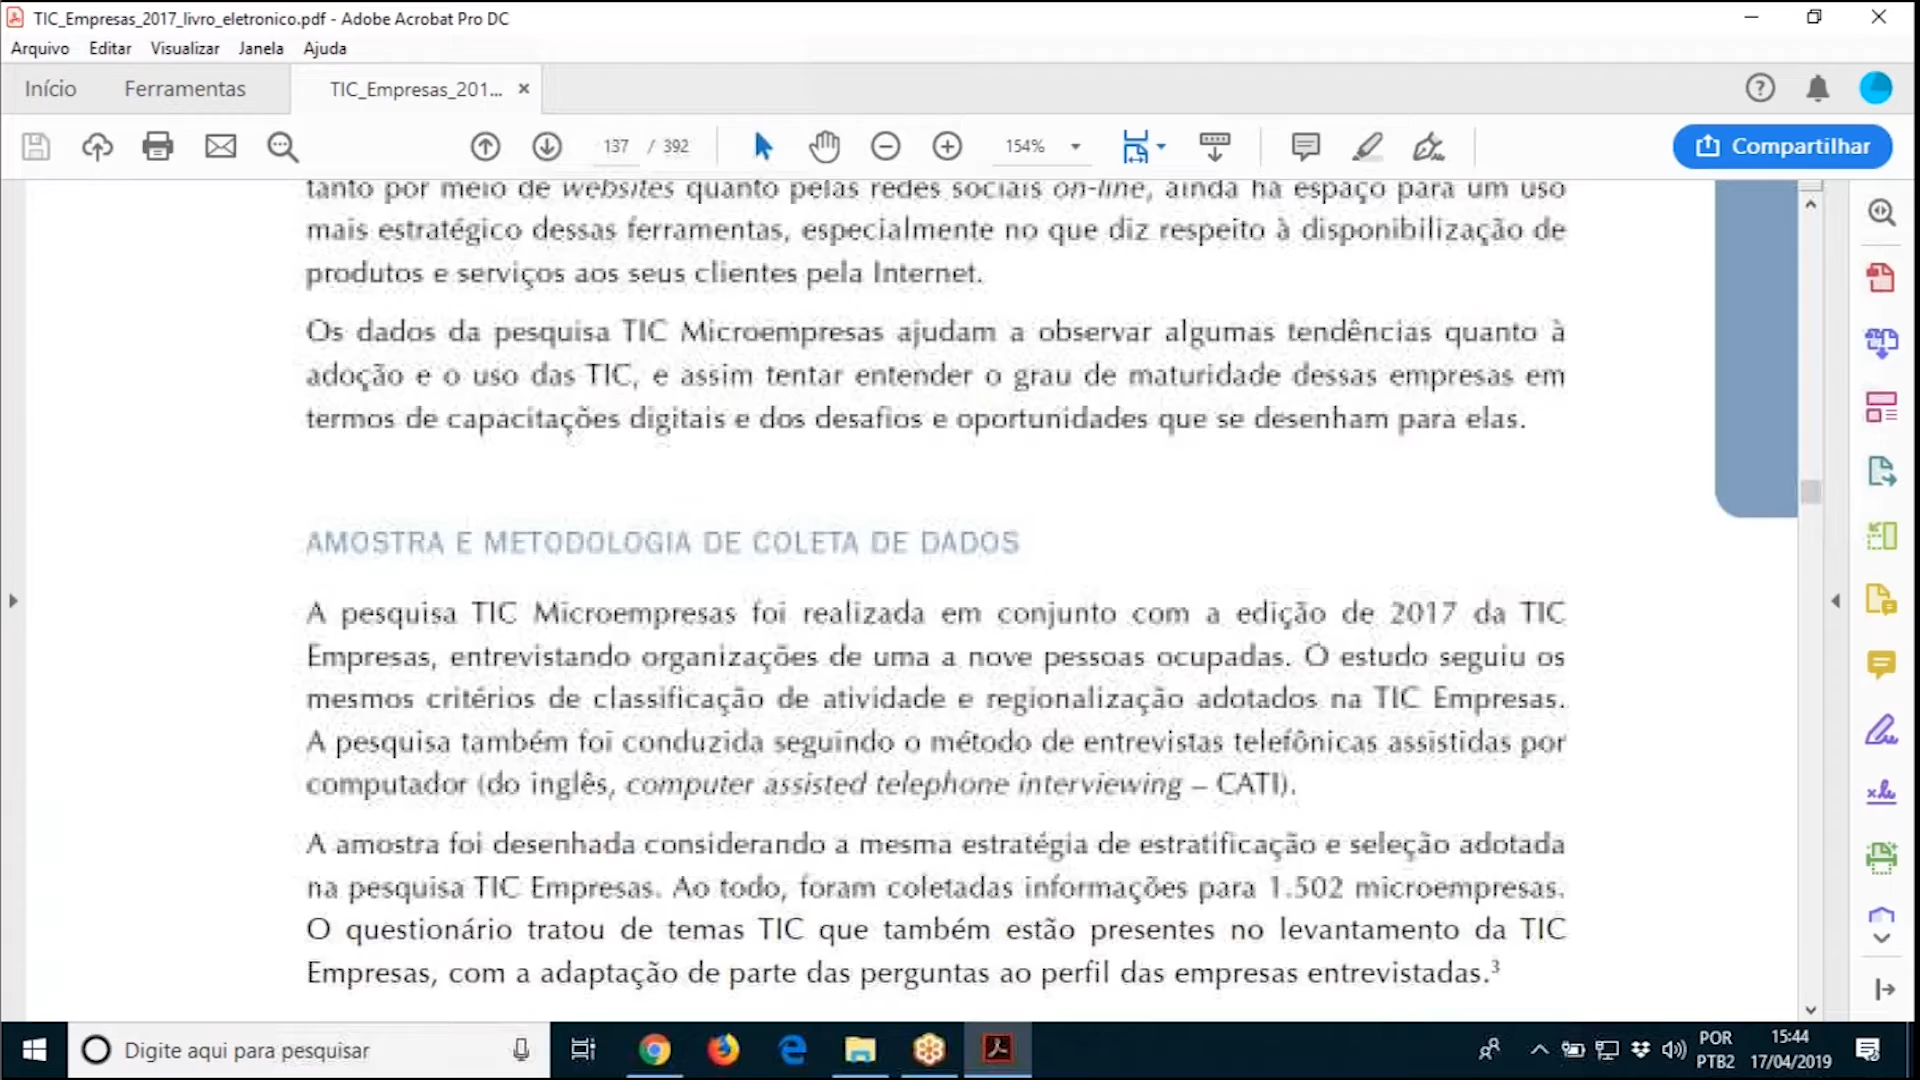 TIC_Empresas_2017_livro_eletronico.pdf - Adobe Acrobat Pro DC
Arquivo Editar Visualizar Janela Ajuda
Início Ferramentas TIC_Empresas_201... ×
137 / 392 154% Compartilhar
tanto por meio de websites quanto pelas redes sociais on-line, ainda há espaço para um uso
mais estratégico dessas ferramentas, especialmente no que diz respeito à disponibilização de
produtos e serviços aos seus clientes pela Internet.
Os dados da pesquisa TIC Microempresas ajudam a observar algumas tendências quanto à
adoção e o uso das TIC, e assim tentar entender o grau de maturidade dessas empresas em
termos de capacitações digitais e dos desafios e oportunidades que se desenham para elas.
AMOSTRA E METODOLOGIA DE COLETA DE DADOS
A pesquisa TIC Microempresas foi realizada em conjunto com a edição de 2017 da TIC
Empresas, entrevistando organizações de uma a nove pessoas ocupadas. O estudo seguiu os
mesmos critérios de classificação de atividade e regionalização adotados na TIC Empresas.
A pesquisa também foi conduzida seguindo o método de entrevistas telefônicas assistidas por
computador (do inglês, computer assisted telephone interviewing – CATI).
A amostra foi desenhada considerando a mesma estratégia de estratificação e seleção adotada
na pesquisa TIC Empresas. Ao todo, foram coletadas informações para 1.502 microempresas.
O questionário tratou de temas TIC que também estão presentes no levantamento da TIC
Empresas, com a adaptação de parte das perguntas ao perfil das empresas entrevistadas.³
Digite aqui para pesquisar
POR 15:44
PTB2 17/04/2019